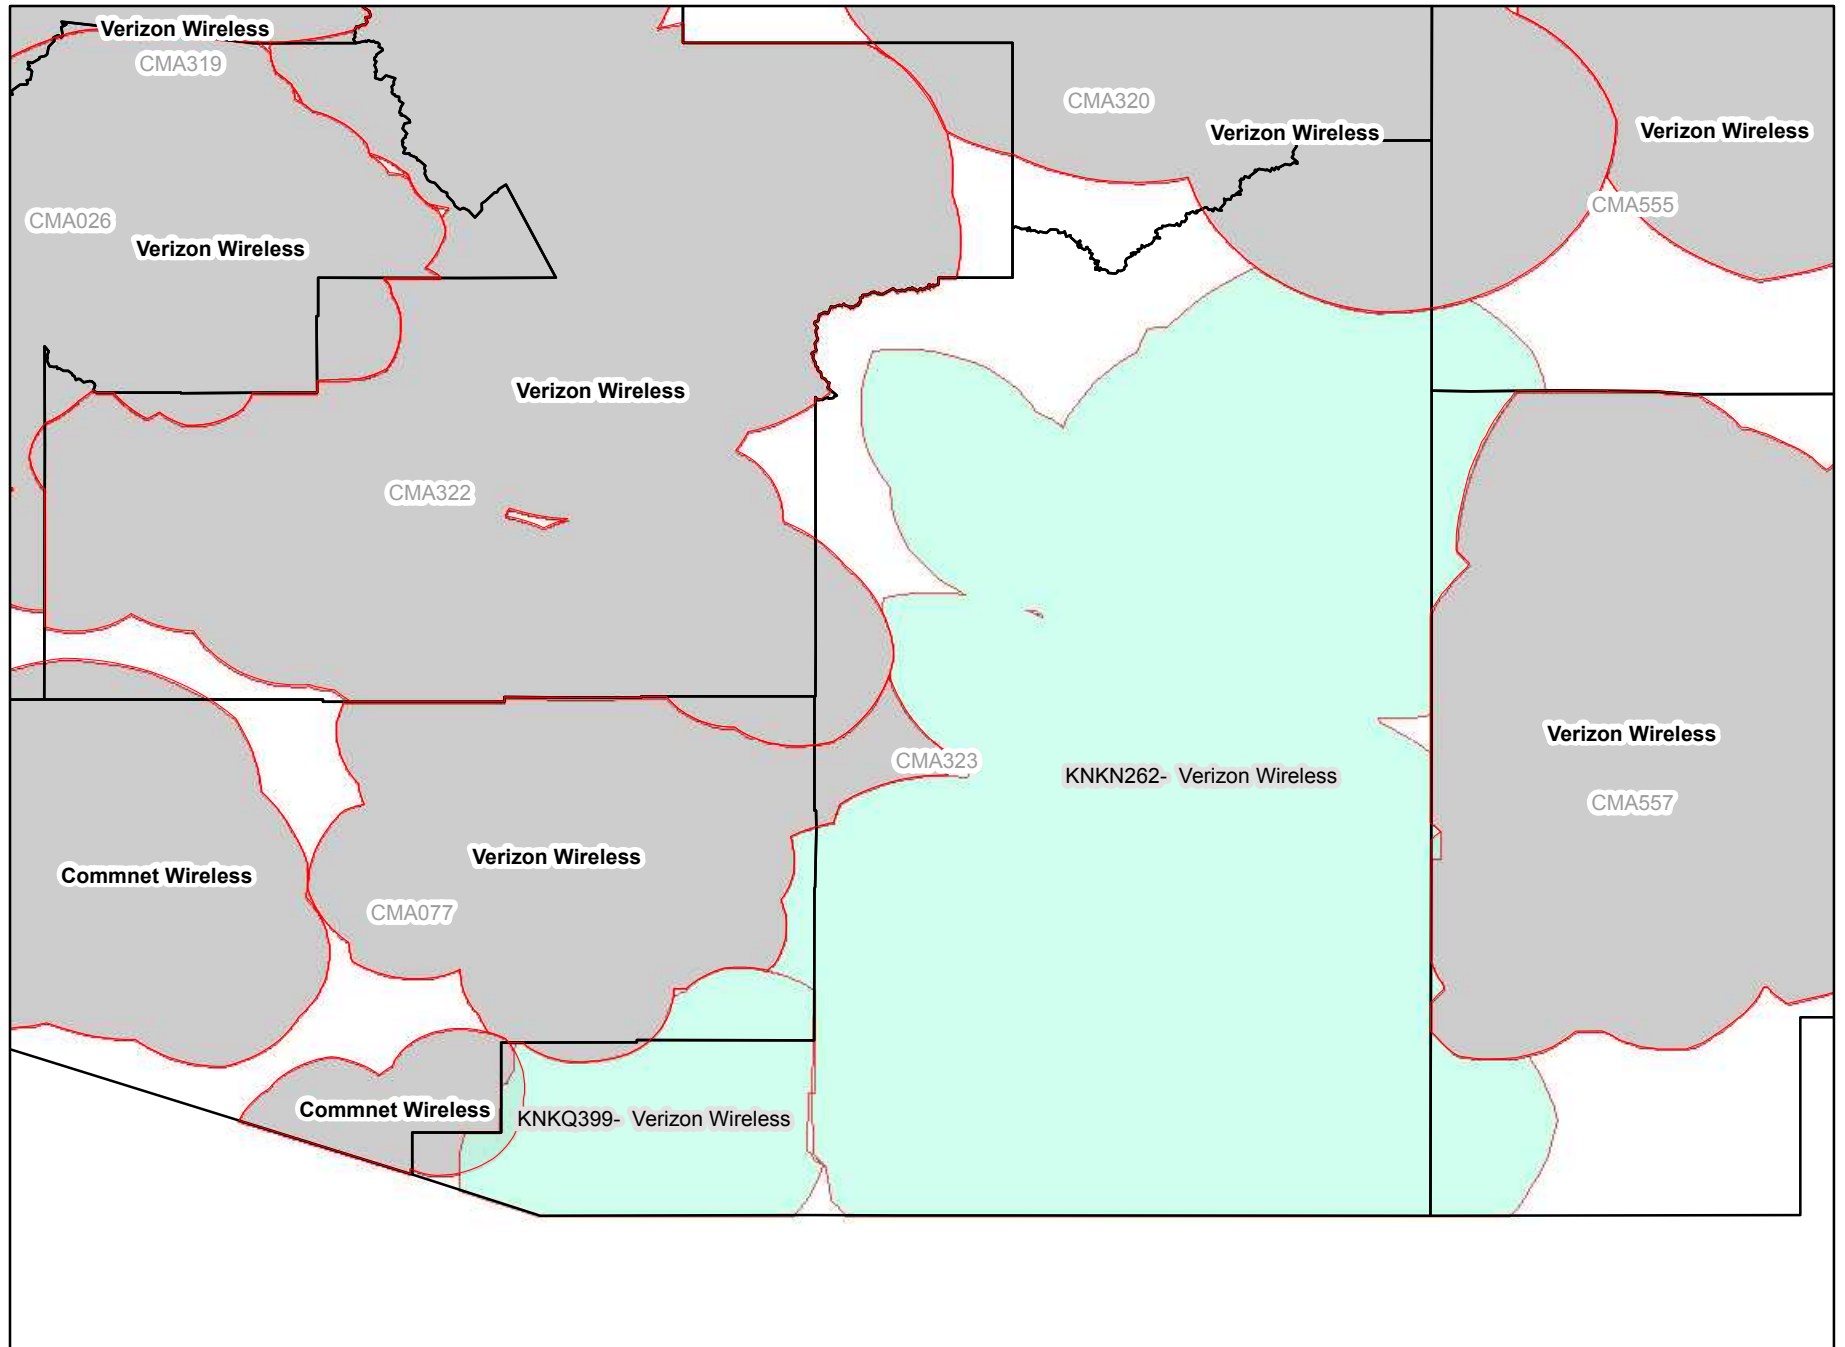 Verizon Wireless
CMA319
CMA320
Verizon Wireless
Verizon Wireless
CMA555
CMA026
Verizon Wireless
Verizon Wireless
CMA322
Verizon Wireless
CMA323
KNKN262- Verizon Wireless
CMA557
Verizon Wireless
Commnet Wireless
CMA077
Commnet Wireless
KNKQ399- Verizon Wireless